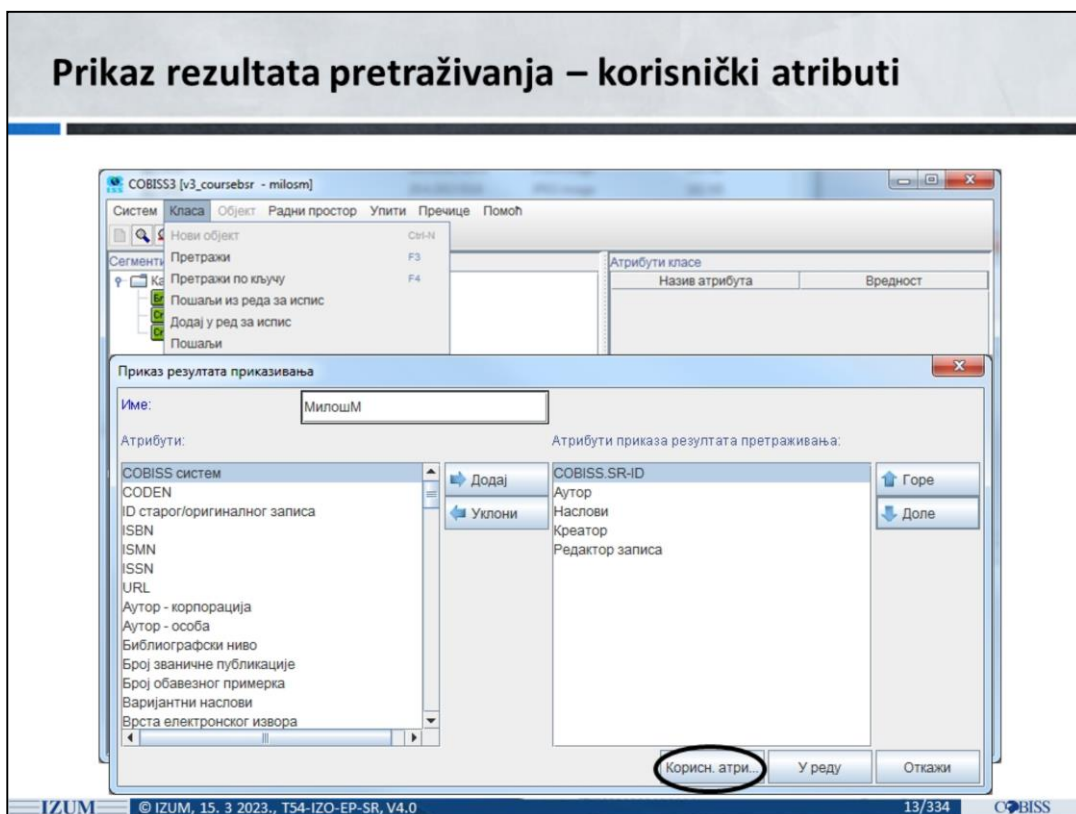 Prikaz rezultata pretraživanja – korisnički atributi
COBISS3 [v3_coursebsr - milosm]
Систем Класа Објект Радни простор Упити Пречице Помоћ
Нови објект Ctrl-N
Претражи F3
Претражи по кључу F4
Пошаљи из реда за испис
Додај у ред за испис
Пошаљи
Сегменти
Атрибути класе
Назив атрибута Вредност
Приказ резултата приказивања
Име: МилошМ
Атрибути:
COBISS систем
CODEN
ID старог/оригиналног записа
ISBN
ISMN
ISSN
URL
Аутор - корпорација
Аутор - особа
Библиографски ниво
Број званичне публикације
Број обавезног примерка
Варијантни наслови
Врста електронског извора
Додај
Уклони
Атрибути приказа резултата претраживања:
COBISS.SR-ID
Аутор
Наслови
Креатор
Редактор записа
Горе
Доле
Корисн. атри... У реду Откажи
IZUM © IZUM, 15. 3 2023., T54-IZO-EP-SR, V4.0 13/334 COBISS